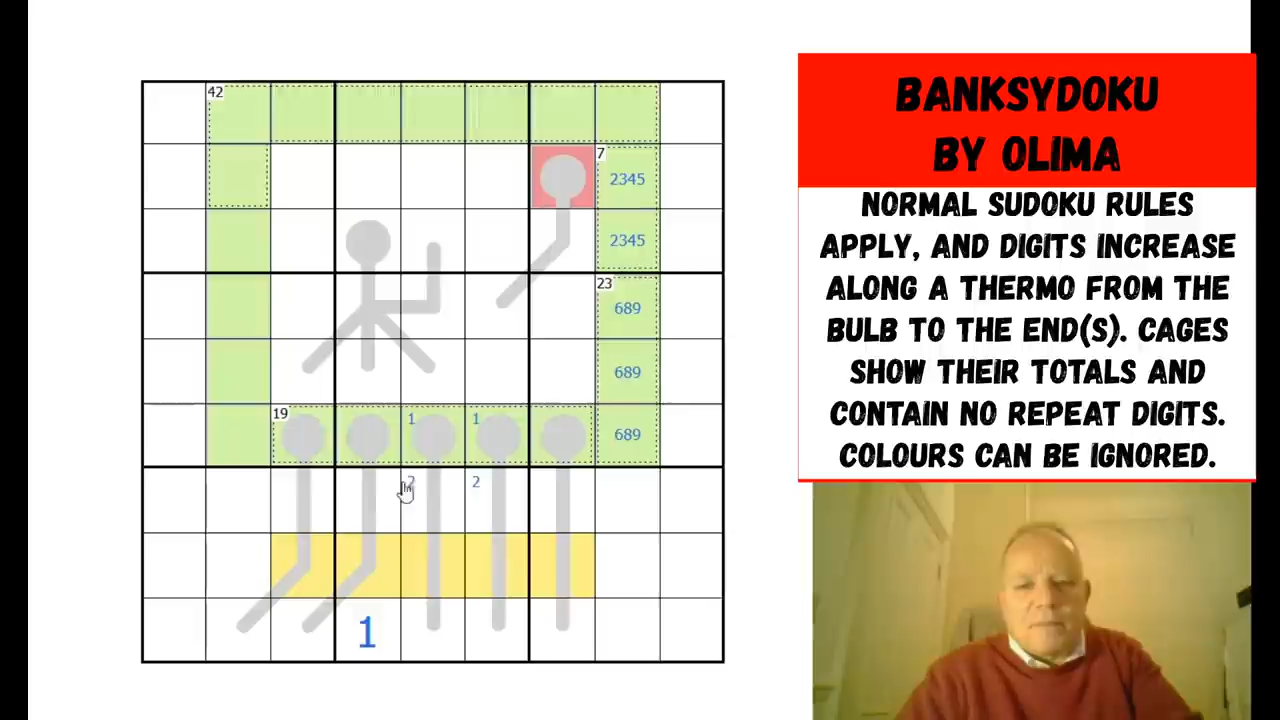 BANKSYDOKU
BY OLIMA
NORMAL SUDOKU RULES
APPLY, AND DIGITS INCREASE
ALONG A THERMO FROM THE
BULB TO THE END(S). CAGES
SHOW THEIR TOTALS AND
CONTAIN NO REPEAT DIGITS.
COLOURS CAN BE IGNORED.
42
7
2345
2345
23
689
689
19
1
1
689
2
2
1